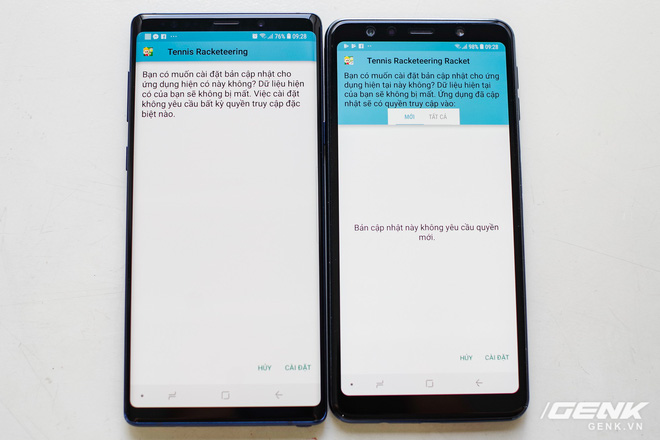 76% 09:28
Tennis Racketeering
Bạn có muốn cài đặt bản cập nhật cho
ứng dụng hiện có này không? Dữ liệu hiện
có của bạn sẽ không bị mất. Việc cài đặt
không yêu cầu bất kỳ quyền truy cập đặc
biệt nào.
HỦY CÀI ĐẶT
98% 09:28
Tennis Racketeering Racket
Bạn có muốn cài đặt bản cập nhật cho ứng
dụng hiện tại này không? Dữ liệu hiện tại
của bạn sẽ không bị mất. Ứng dụng đã cập
nhật sẽ có quyền truy cập vào:
MỚI TẤT CẢ
Bản cập nhật này không yêu cầu quyền
mới.
HỦY CÀI ĐẶT
GENK
GENK.VN